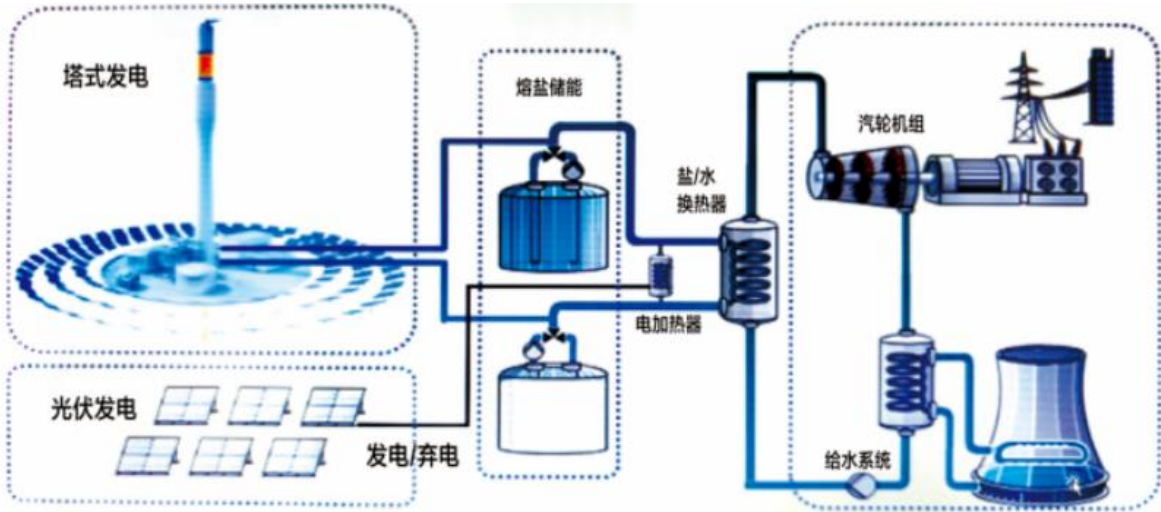 塔式发电
熔盐储能
汽轮机组
盐/水
换热器
电加热器
光伏发电
发电/弃电
给水系统